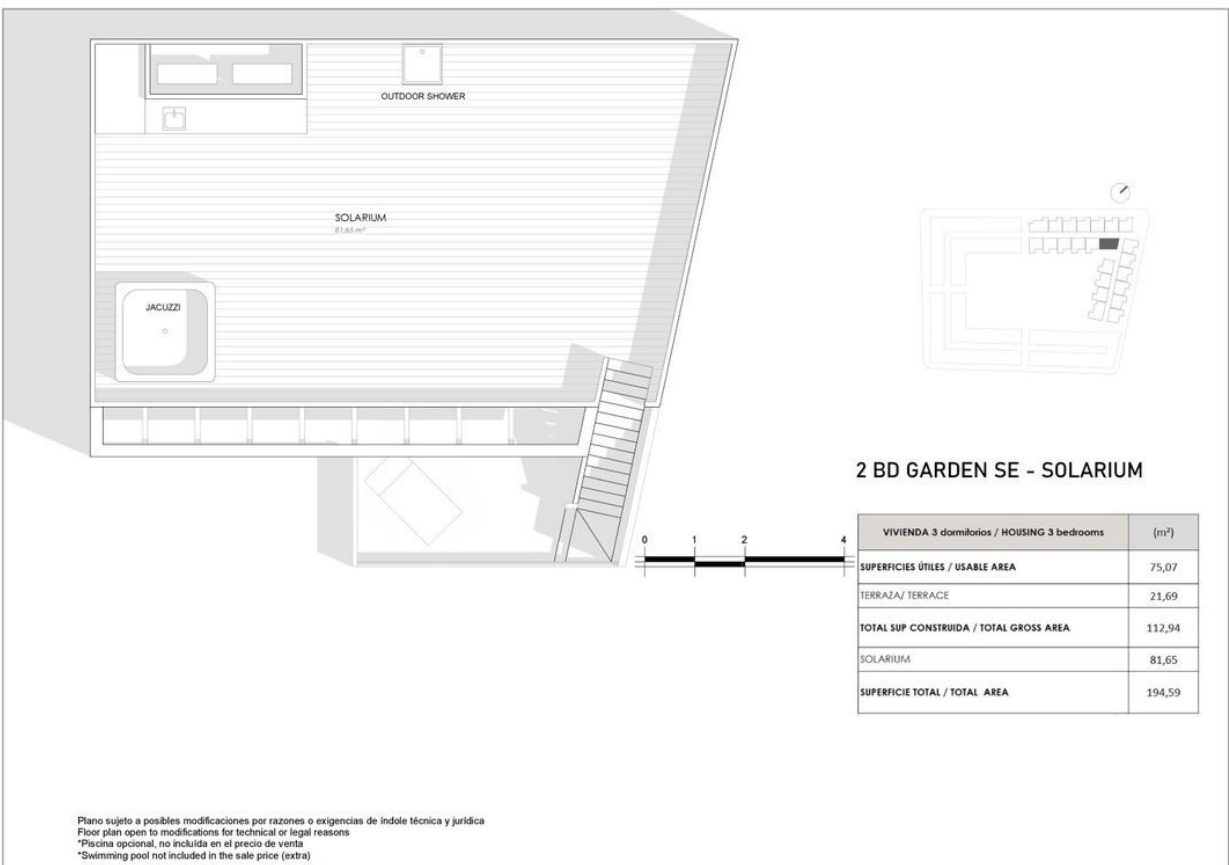 OUTDOOR SHOWER
SOLARIUM
81.65 m²
JACUZZI
2 BD GARDEN SE - SOLARIUM
0 1 2 4
VIVIENDA 3 dormitorios / HOUSING 3 bedrooms (m²)
SUPERFICIES ÚTILES / USABLE AREA 75,07
TERRAZA/ TERRACE 21,69
TOTAL SUP CONSTRUIDA / TOTAL GROSS AREA 112,94
SOLARIUM 81,65
SUPERFICIE TOTAL / TOTAL AREA 194,59
Plano sujeto a posibles modificaciones por razones o exigencias de índole técnica y jurídica
Floor plan open to modifications for technical or legal reasons
*Piscina opcional, no incluída en el precio de venta
*Swimming pool not included in the sale price (extra)